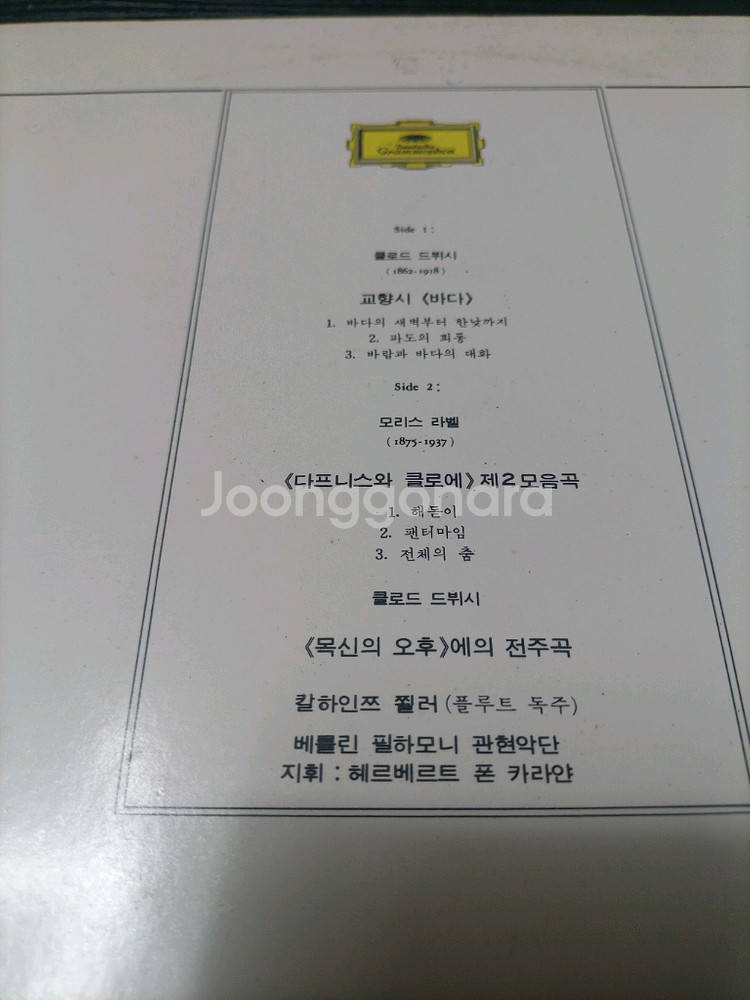 Deutsche
Grammophon
Side 1:
클로드 드뷔시
(1862-1918)
교향시 《바다》
1. 바다의 새벽부터 한낮까지
2. 파도의 희롱
3. 바람과 바다의 대화
Side 2:
모리스 라벨
(1875-1937)
《다프니스와 클로에》 제2모음곡
Joonggonara
1. 해돋이
2. 팬터마임
3. 전체의 춤
클로드 드뷔시
《목신의 오후》에의 전주곡
칼하인쯔 쬘러 (플루트 독주)
베를린 필하모니 관현악단
지휘 : 헤르베르트 폰 카라얀